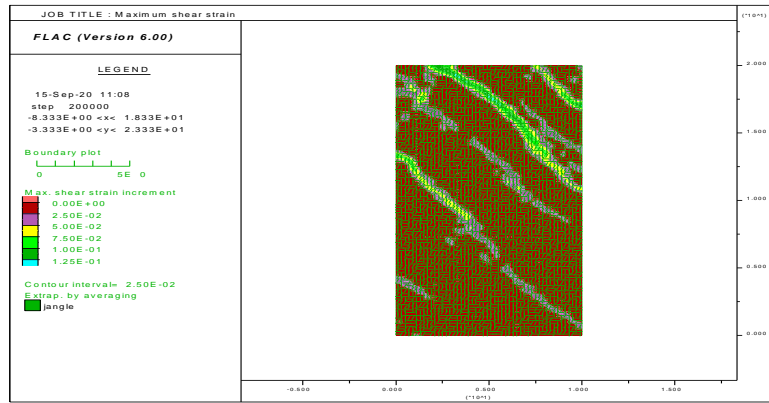 JOB TITLE : Maximum shear strain
(*10^1)
FLAC (Version 6.00)
LEGEND
15-Sep-20 11:08
step 200000
-8.333E+00 <x< 1.833E+01
-3.333E+00 <y< 2.333E+01
Boundary plot
0 5E 0
Max. shear strain increment
0.00E+00
2.50E-02
5.00E-02
7.50E-02
1.00E-01
1.25E-01
Contour interval= 2.50E-02
Extrap. by averaging
jangle
2.000
1.500
1.000
0.500
0.000
-0.500 0.000 0.500 1.000
(*10^1)